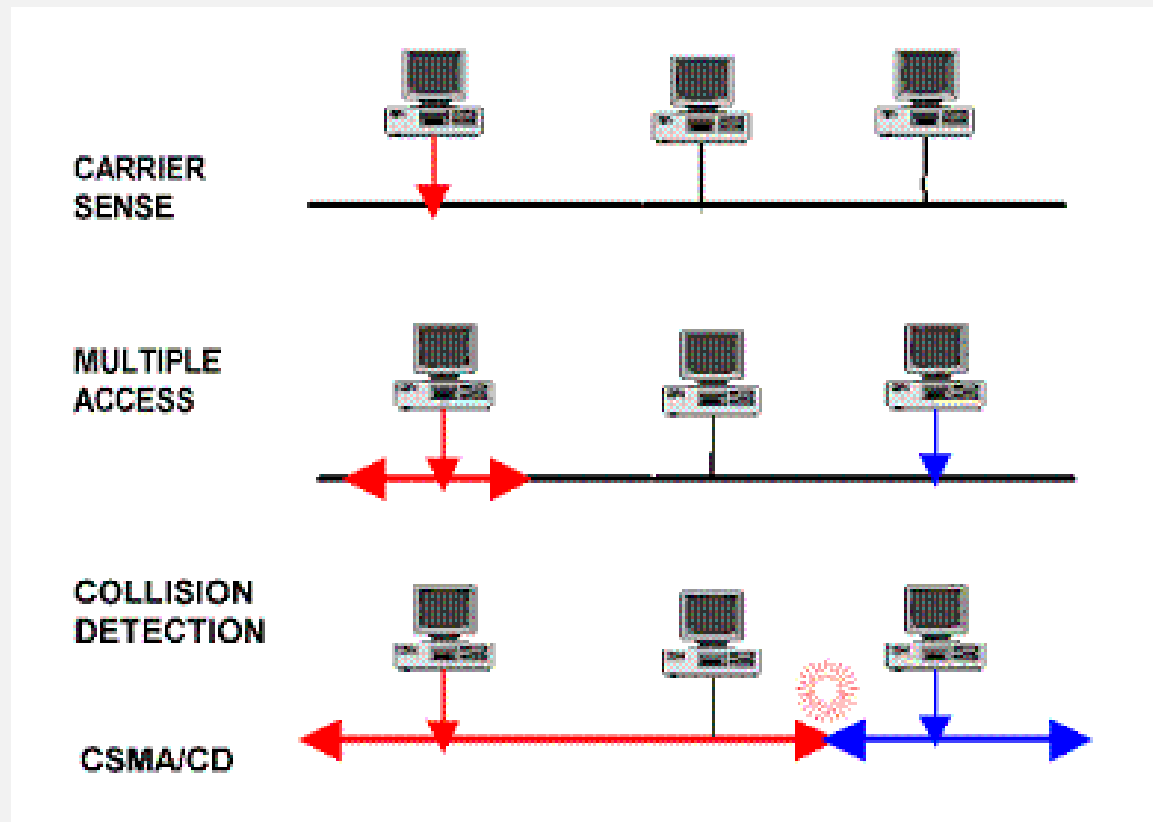 CARRIER
SENSE
MULTIPLE
ACCESS
COLLISION
DETECTION
CSMA/CD